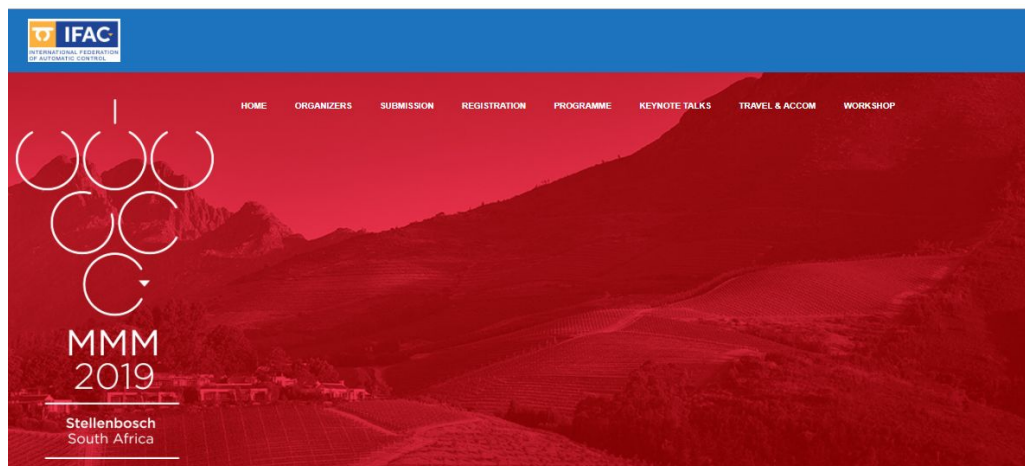 IFAC
INTERNATIONAL FEDERATION
OF AUTOMATIC CONTROL
HOME ORGANIZERS SUBMISSION REGISTRATION PROGRAMME KEYNOTE TALKS TRAVEL & ACCOM WORKSHOP
MMM
2019
Stellenbosch
South Africa